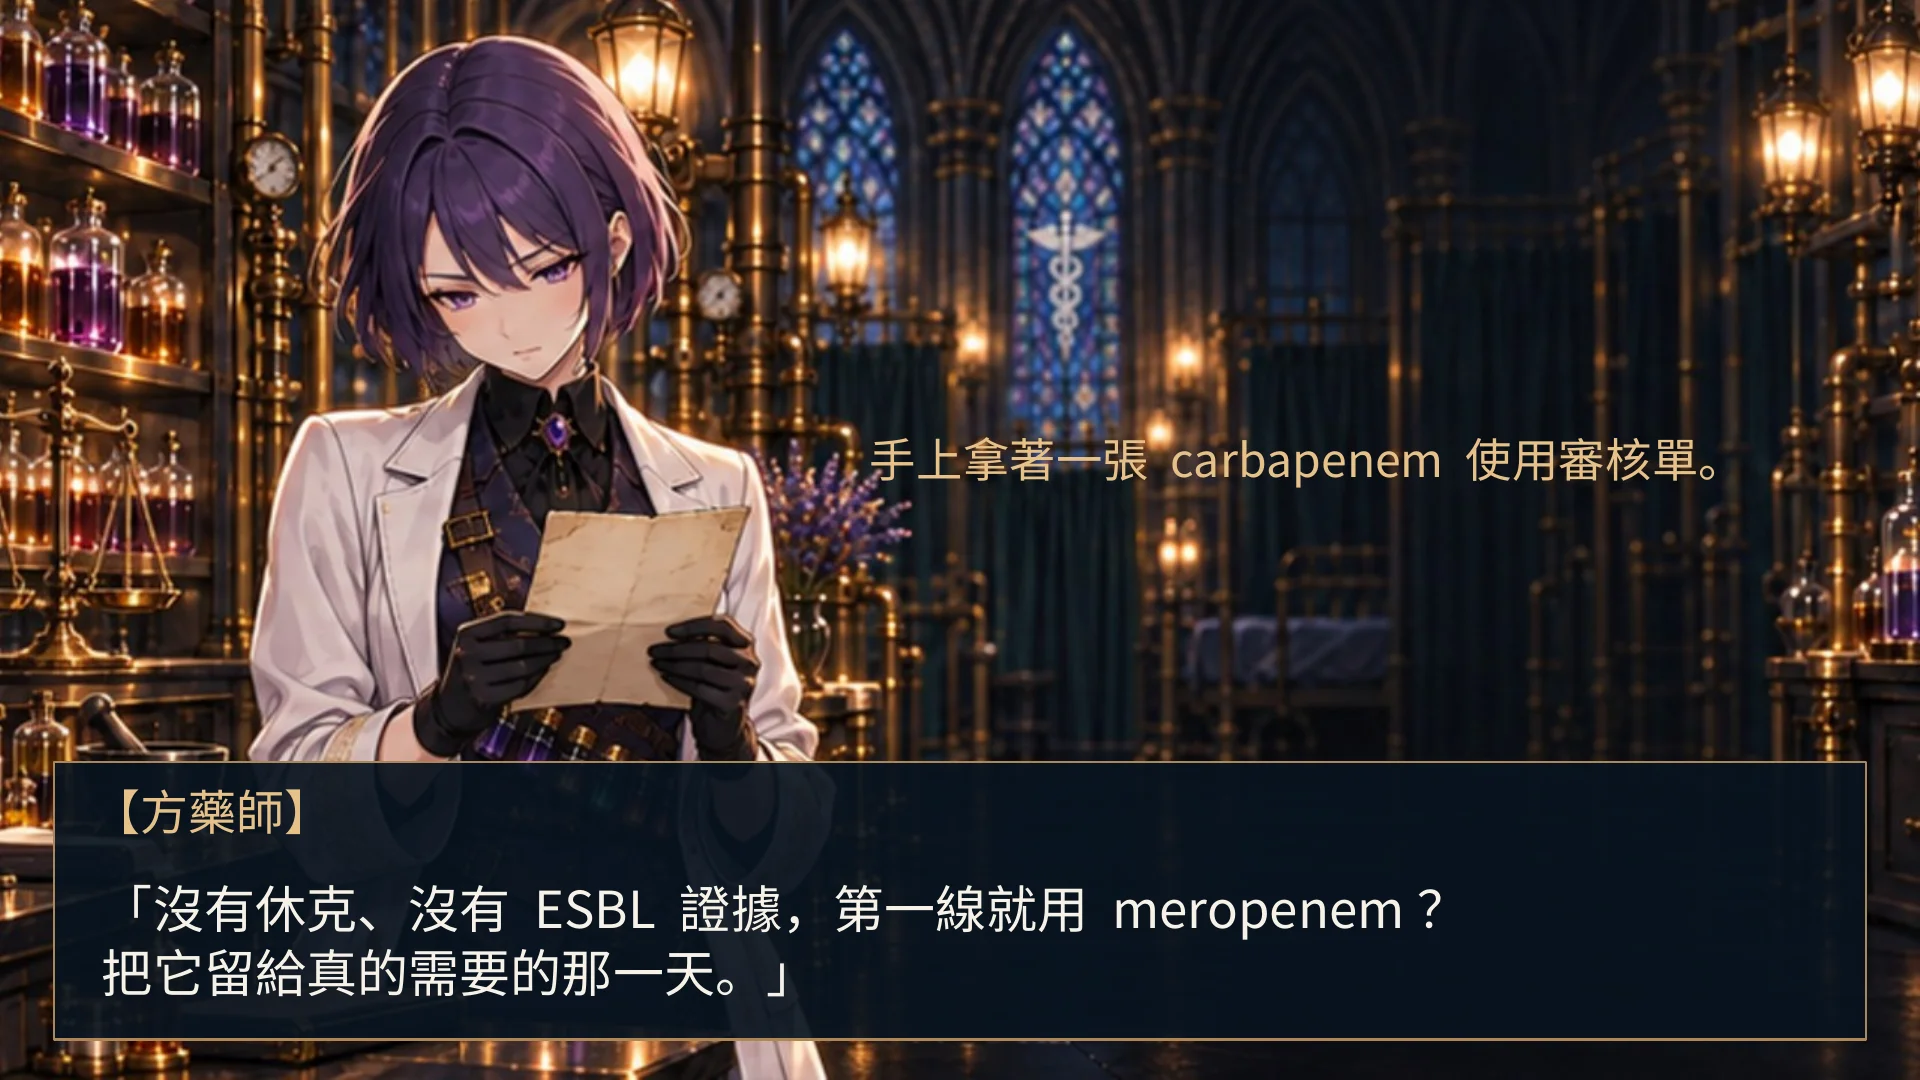 手上拿著一張 carbapenem 使用審核單。
【方藥師】
「沒有休克、沒有 ESBL 證據，第一線就用 meropenem？
把它留給真的需要的那一天。」